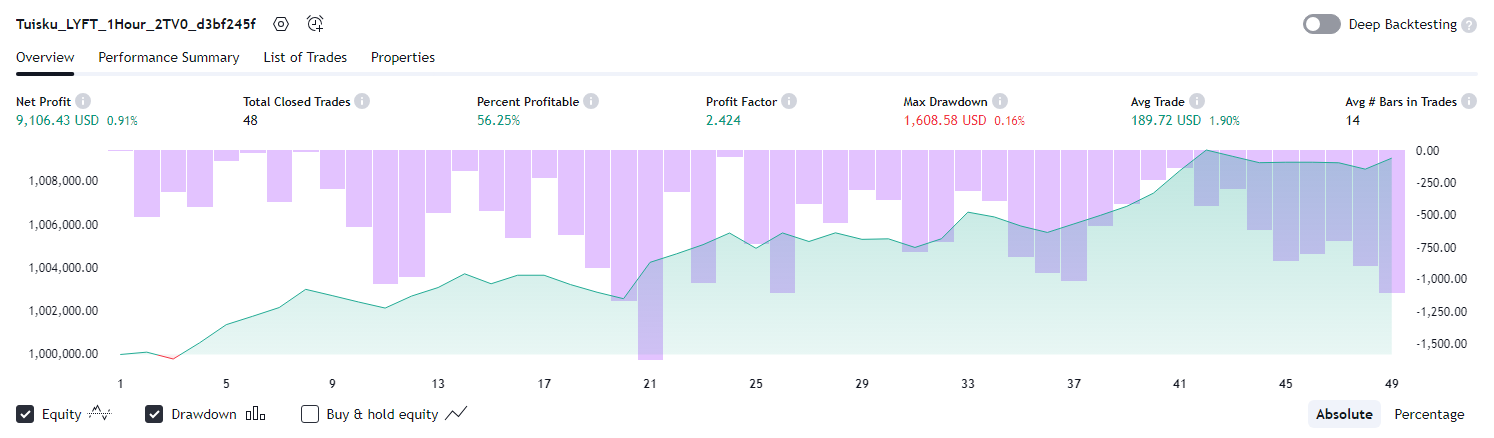 Tuisku_LYFT_1Hour_2TV0_d3bf245f Deep Backtesting ?
Overview Performance Summary List of Trades Properties
Net Profit i Total Closed Trades i Percent Profitable i Profit Factor i Max Drawdown i Avg Trade i Avg # Bars in Trades i
9,106.43 USD 0.91% 48 56.25% 2.424 1,608.58 USD 0.16% 189.72 USD 1.90% 14
0.00
1,008,000.00 -250.00
1,006,000.00 -500.00
-750.00
1,004,000.00 -1,000.00
1,002,000.00 -1,250.00
1,000,000.00 -1,500.00
1 5 9 13 17 21 25 29 33 37 41 45 49
Equity Drawdown Buy & hold equity Absolute Percentage